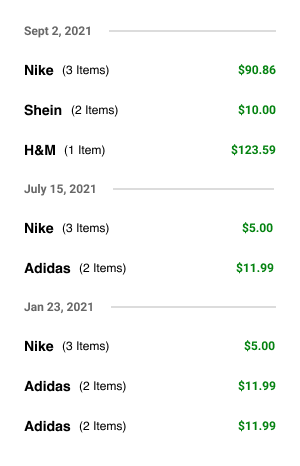 Sept 2, 2021
Nike (3 Items) $90.86
Shein (2 Items) $10.00
H&M (1 Item) $123.59
July 15, 2021
Nike (3 Items) $5.00
Adidas (2 Items) $11.99
Jan 23, 2021
Nike (3 Items) $5.00
Adidas (2 Items) $11.99
Adidas (2 Items) $11.99